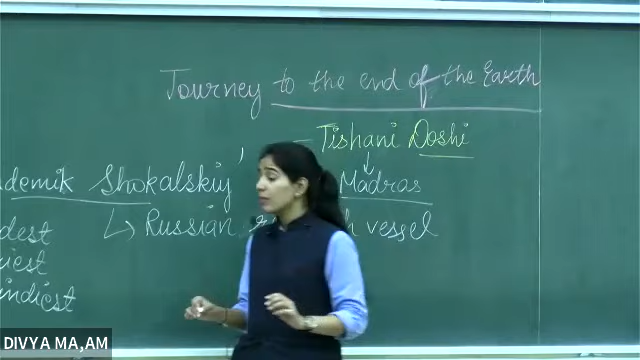 Journey to the end of the Earth
— Tishani Doshi
Madras
demik Shokalskiy
Russian vessel
dest
iest
indiest
DIVYA MA,AM